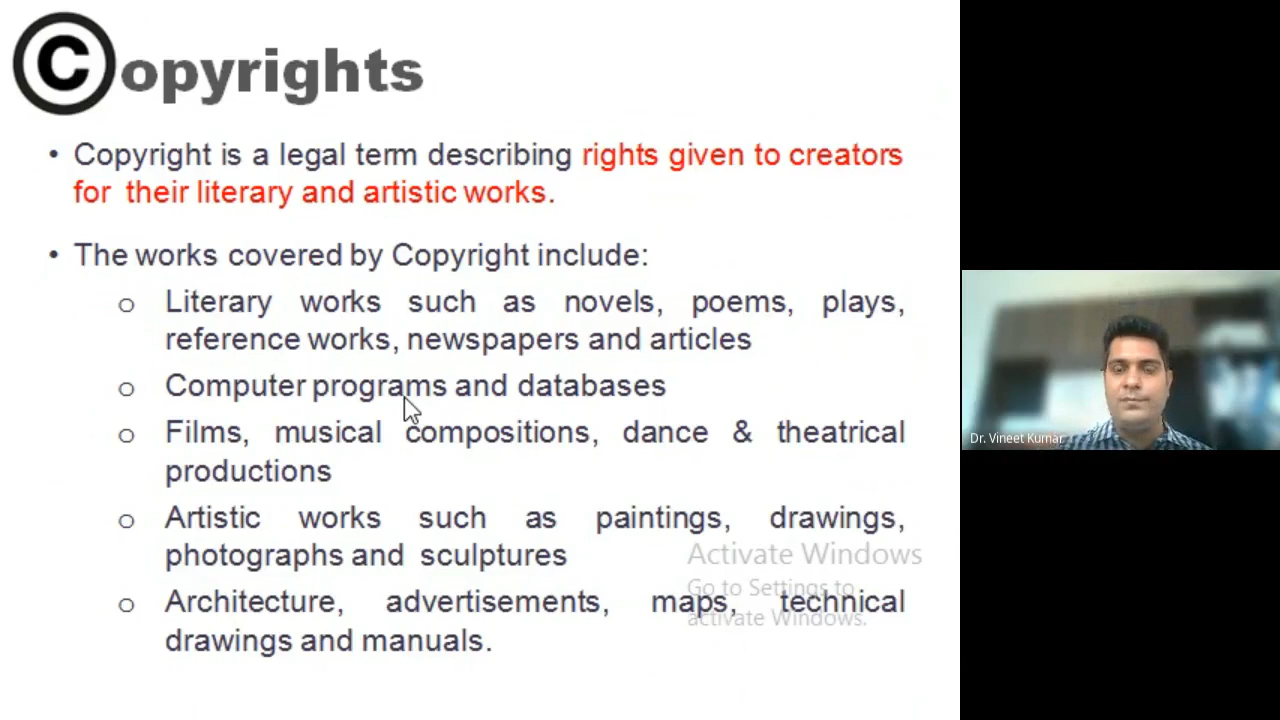 ©opyrights
• Copyright is a legal term describing rights given to creators
for their literary and artistic works.
• The works covered by Copyright include:
o Literary works such as novels, poems, plays,
reference works, newspapers and articles
o Computer programs and databases
o Films, musical compositions, dance & theatrical
productions
o Artistic works such as paintings, drawings,
photographs and sculptures
o Architecture, advertisements, maps, technical
drawings and manuals.
Activate Windows
Go to Settings to
activate Windows.
Dr. Vineet Kumar